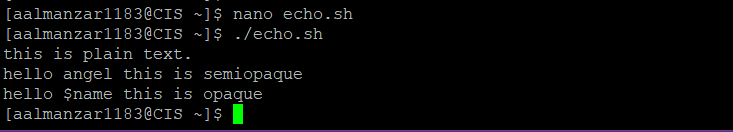 [aalmanzar1183@CIS ~]$ nano echo.sh
[aalmanzar1183@CIS ~]$ ./echo.sh
this is plain text.
hello angel this is semiopaque
hello $name this is opaque
[aalmanzar1183@CIS ~]$